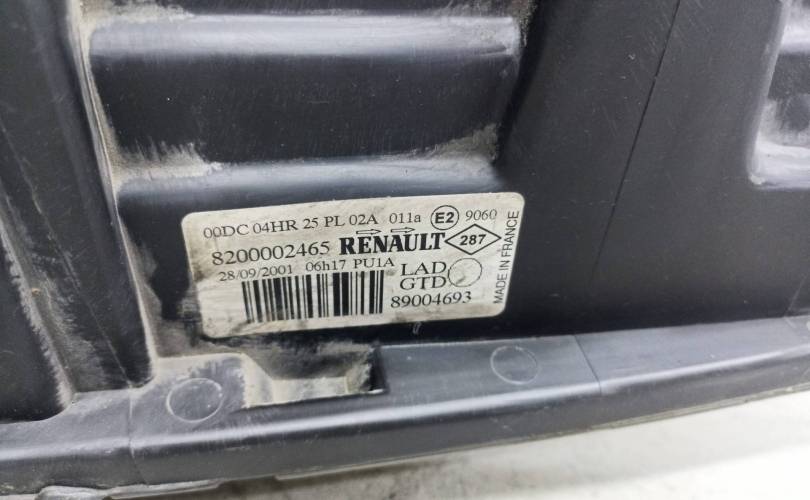 00DC 04HR 25 PL 02A 011a E2 9060
8200002465 RENAULT 287
28/09/2001 06h17 PU1A LAD
GTD
89004693
MADE IN FRANCE